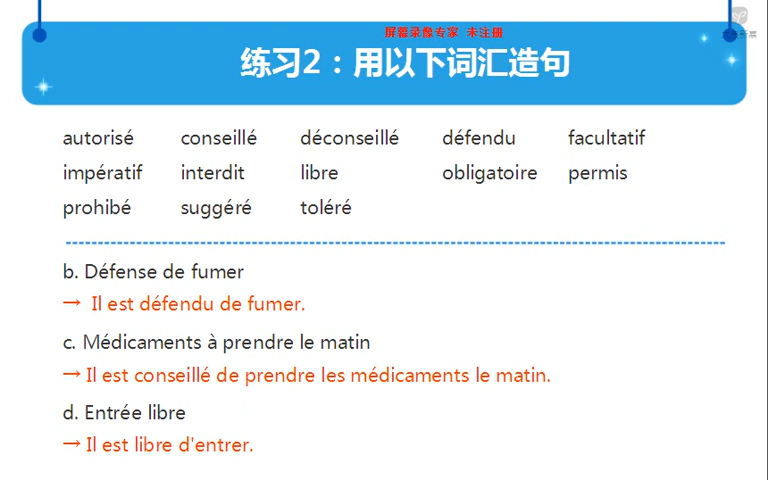 屏幕录像专家 未注册
练习2：用以下词汇造句
autorisé conseillé déconseillé défendu facultatif
impératif interdit libre obligatoire permis
prohibé suggéré toléré
b. Défense de fumer
→ Il est défendu de fumer.
c. Médicaments à prendre le matin
→ Il est conseillé de prendre les médicaments le matin.
d. Entrée libre
→ Il est libre d'entrer.